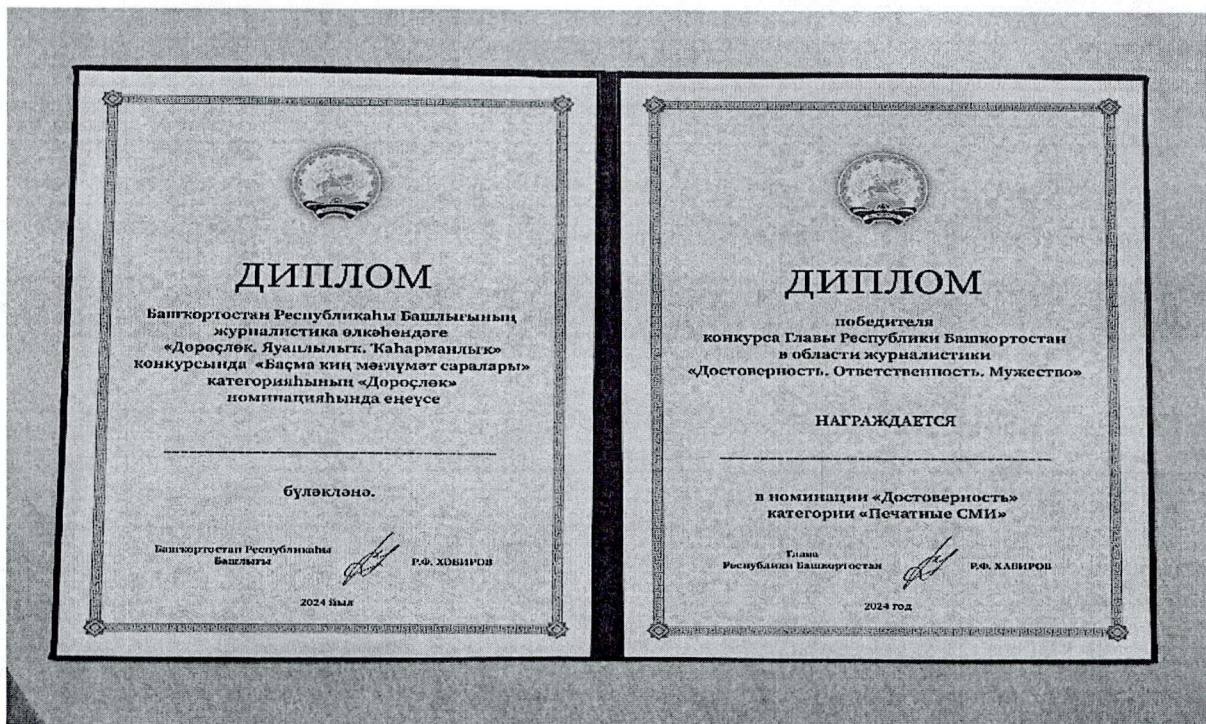 ДИПЛОМ
Башҡортостан Республикаһы Башлығының
журналистика өлкәһендәге
«Дөрөҫлөк. Яуаплылыҡ. Ҡаһарманлыҡ»
конкурсында «Баҫма киң мәғлүмәт саралары»
категорияһының «Дөрөҫлөк»
номинацияһында еңеүсе
бүләкләнә.
Башҡортостан Республикаһы
Башлығы
Р.Ф. ХӘБИРОВ
2024 йыл
ДИПЛОМ
победителя
конкурса Главы Республики Башкортостан
в области журналистики
«Достоверность. Ответственность. Мужество»
НАГРАЖДАЕТСЯ
в номинации «Достоверность»
категории «Печатные СМИ»
Глава
Республики Башкортостан
Р.Ф. ХАБИРОВ
2024 год